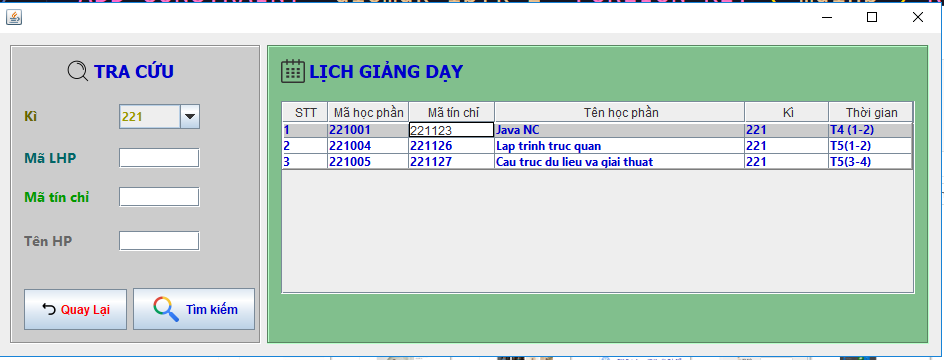 TRA CỨU
Kì
221
Mã LHP
Mã tín chỉ
Tên HP
Quay Lại
Tìm kiếm
LỊCH GIẢNG DẠY
STT Mã học phần Mã tín chỉ Tên học phần Kì Thời gian
1 221001 221123 Java NC 221 T4 (1-2)
2 221004 221126 Lap trinh truc quan 221 T5(1-2)
3 221005 221127 Cau truc du lieu va giai thuat 221 T5(3-4)